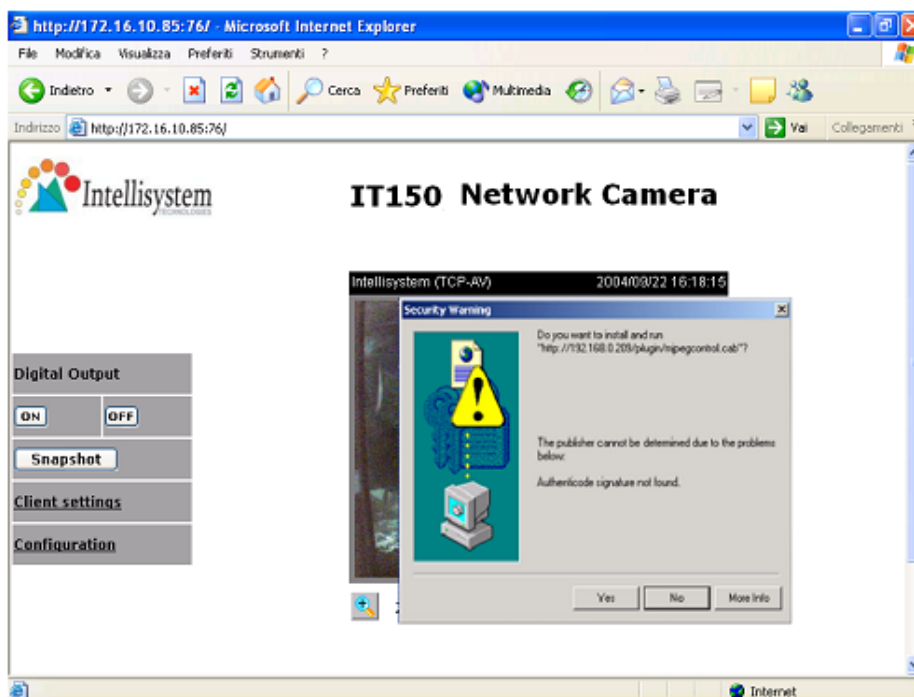 http://172.16.10.85:76/ - Microsoft Internet Explorer
File Modifica Visualizza Preferiti Strumenti ?
Indietro Cerca Preferiti Multimedia
Indirizzo http://172.16.10.85:76/ Vai Collegamenti
Intellisystem
TECHNOLOGIES
IT150 Network Camera
Intellisystem (TCP-AV) 2004/09/22 16:18:15
Security Warning
Do you want to install and run
"http://192.168.0.209/plugin/mjpegcontrol.cab"?
The publisher cannot be determined due to the problems
below:
Authenticode signature not found.
Yes No More Info
Digital Output
ON OFF
Snapshot
Client settings
Configuration
Internet